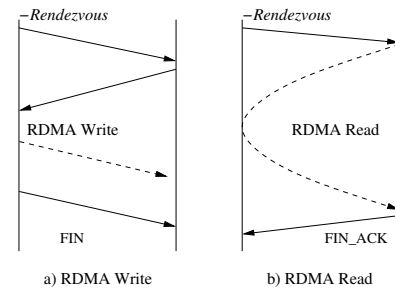 −Rendezvous
−Rendezvous
RDMA Write
RDMA Read
FIN
FIN_ACK
a) RDMA Write
b) RDMA Read